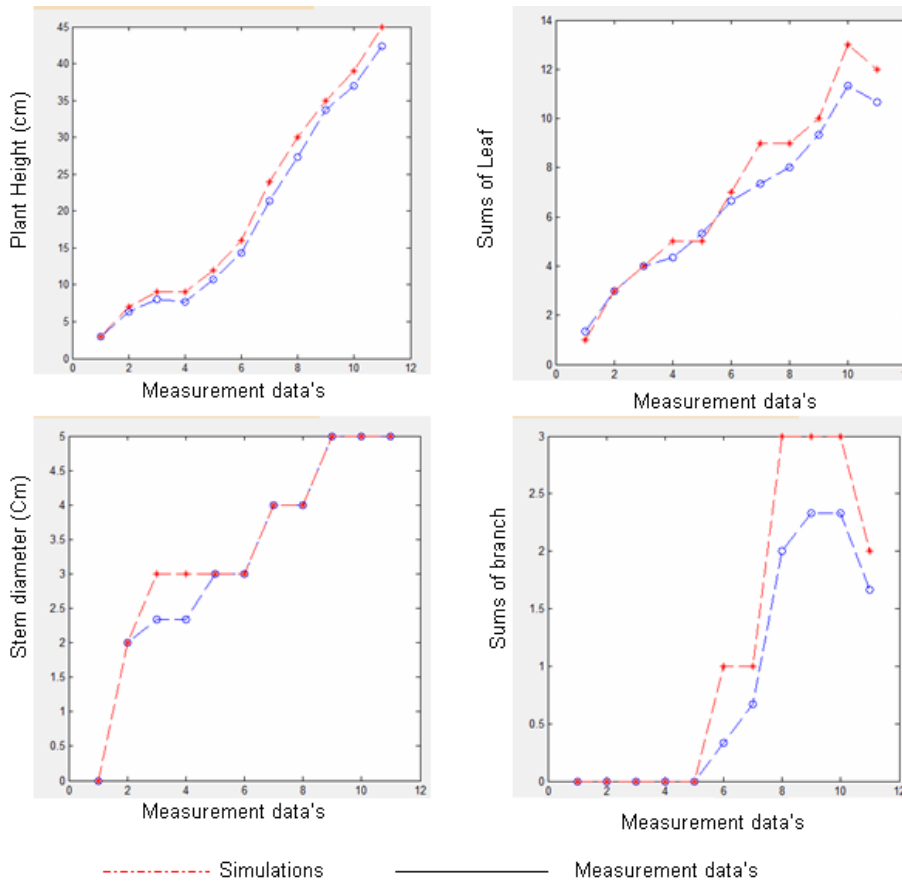 45
40
35
30
25
20
15
10
5
0
Plant Height (cm)
0 2 4 6 8 10 12
Measurement data's
14
12
10
8
6
4
2
0
Sums of Leaf
0 2 4 6 8 10
Measurement data's
5
4.5
4
3.5
3
2.5
2
1.5
1
0.5
0
Stem diameter (Cm)
0 2 4 6 8 10 12
Measurement data's
3
2.5
2
1.5
1
0.5
0
Sums of branch
0 2 4 6 8 10 12
Measurement data's
Simulations
Measurement data's